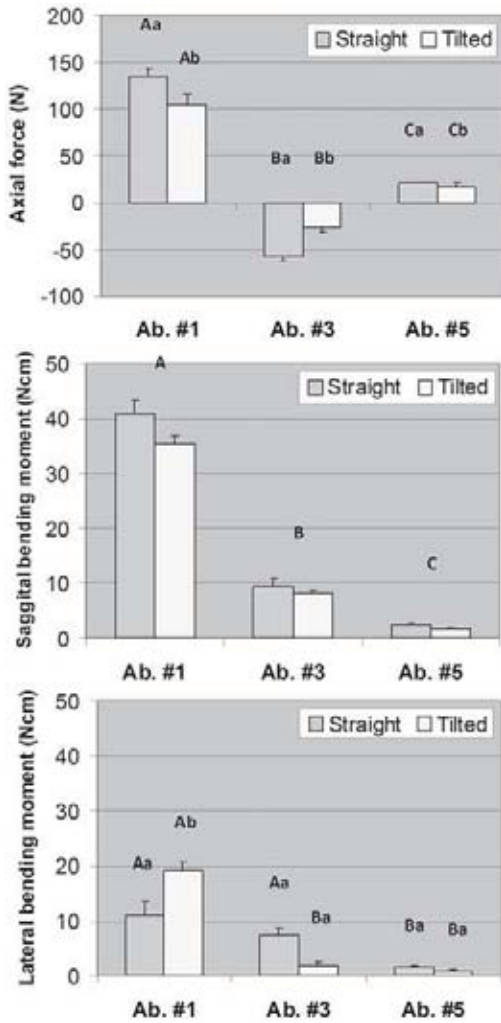 200
150
100
50
0
-50
-100
Axial force (N)
Straight Tilted
Aa
Ab
Ba Bb
Ca Cb
Ab. #1 Ab. #3 Ab. #5
50
40
30
20
10
0
Saggital bending moment (Ncm)
Straight Tilted
A
B
C
Ab. #1 Ab. #3 Ab. #5
50
40
30
20
10
0
Lateral bending moment (Ncm)
Straight Tilted
Aa
Ab
Aa
Ba
Ba Ba
Ab. #1 Ab. #3 Ab. #5